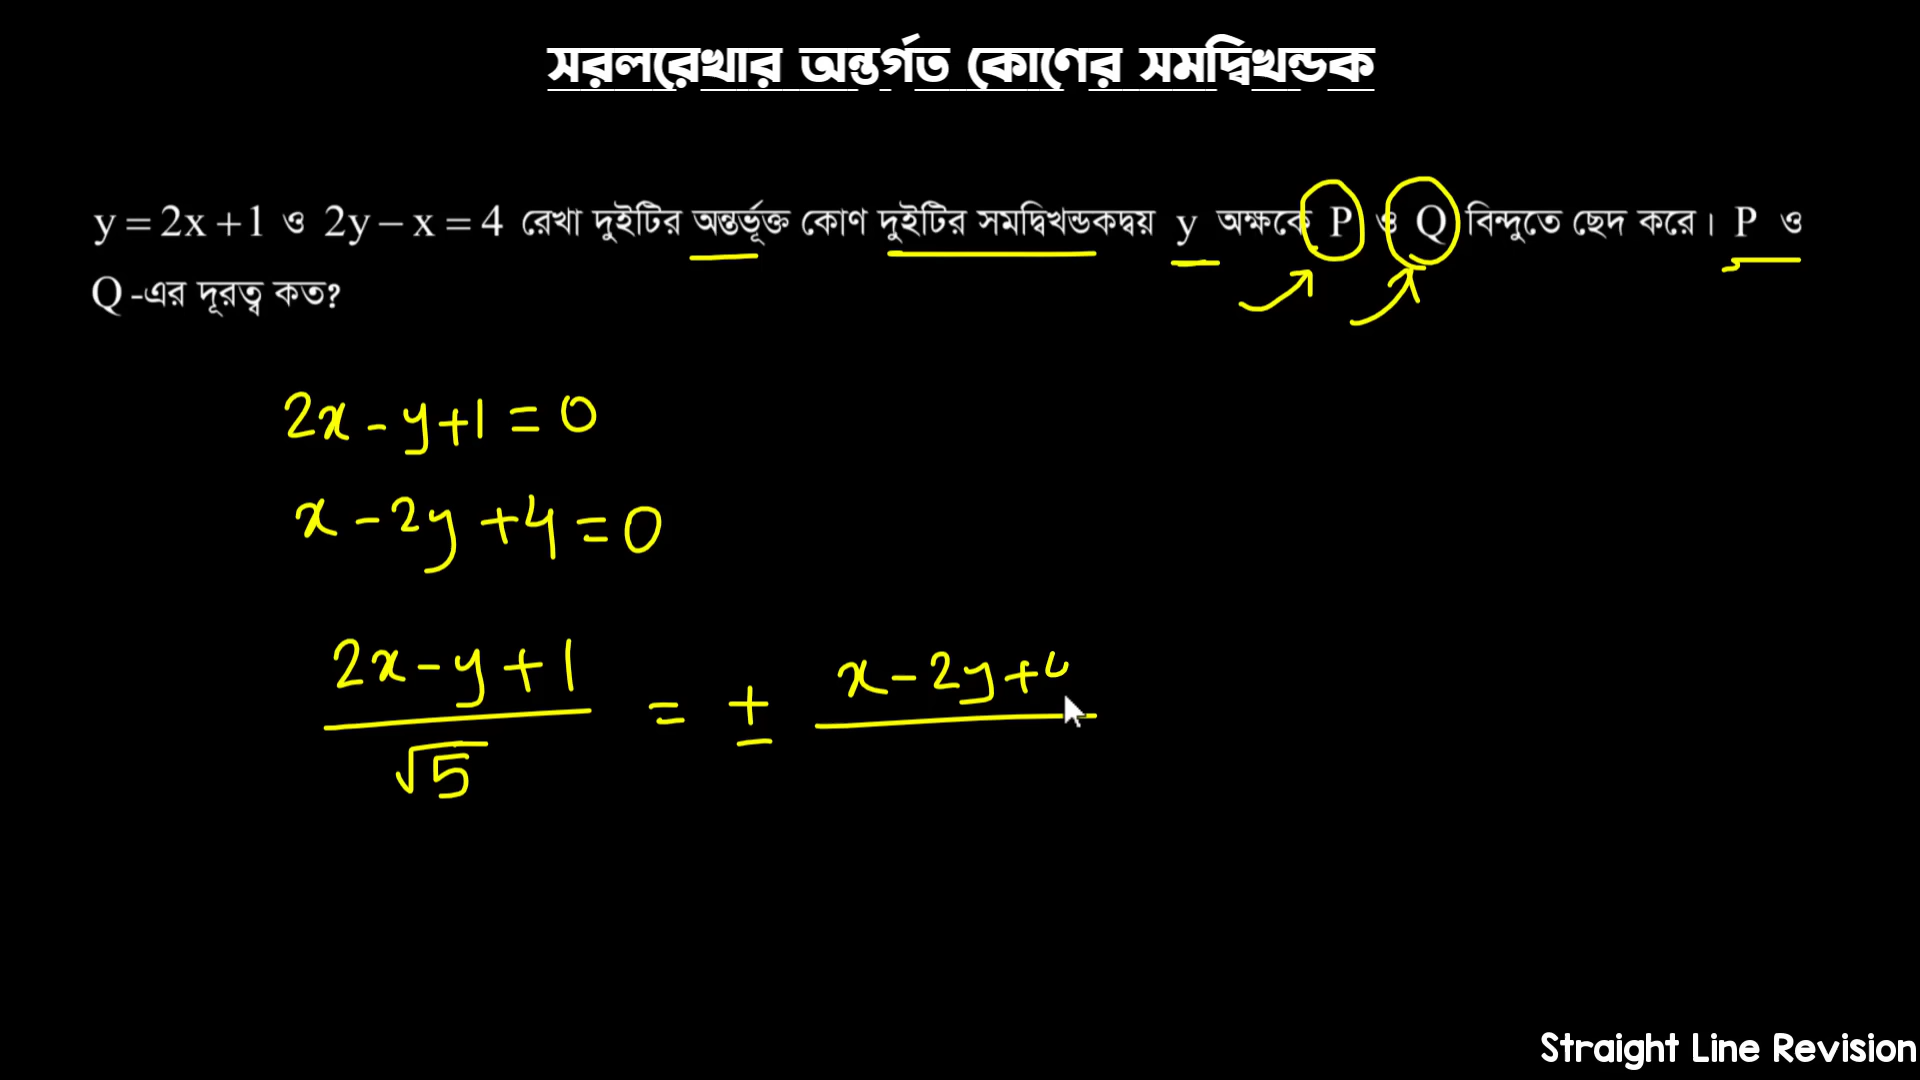 সরলরেখার অন্তর্গত কোণের সমদ্বিখন্ডক
y = 2x + 1 ও 2y − x = 4 রেখা দুইটির অন্তর্ভূক্ত কোণ দুইটির সমদ্বিখন্ডকদ্বয় y অক্ষকে P ও Q বিন্দুতে ছেদ করে। P ও
Q -এর দূরত্ব কত?
2x - y + 1 = 0
x - 2y + 4 = 0
2x - y + 1 / √5 = ± x - 2y + 4
Straight Line Revision